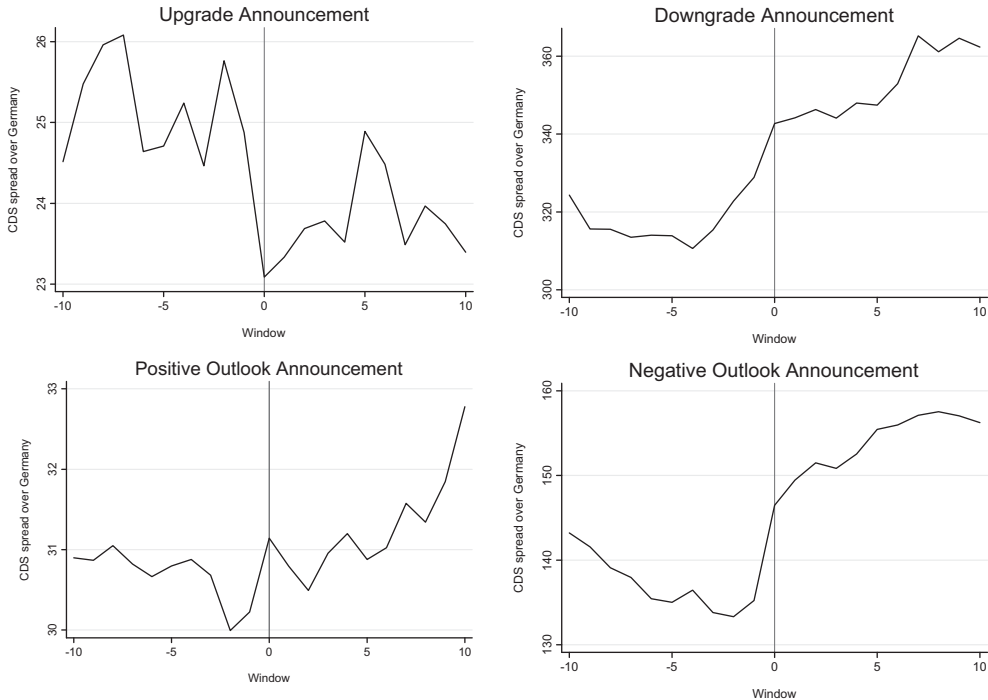 Upgrade Announcement
CDS spread over Germany
26
25
24
23
-10 -5 0 5 10
Window
Downgrade Announcement
CDS spread over Germany
360
340
320
300
-10 -5 0 5 10
Window
Positive Outlook Announcement
CDS spread over Germany
33
32
31
30
-10 -5 0 5 10
Window
Negative Outlook Announcement
CDS spread over Germany
160
150
140
130
-10 -5 0 5 10
Window